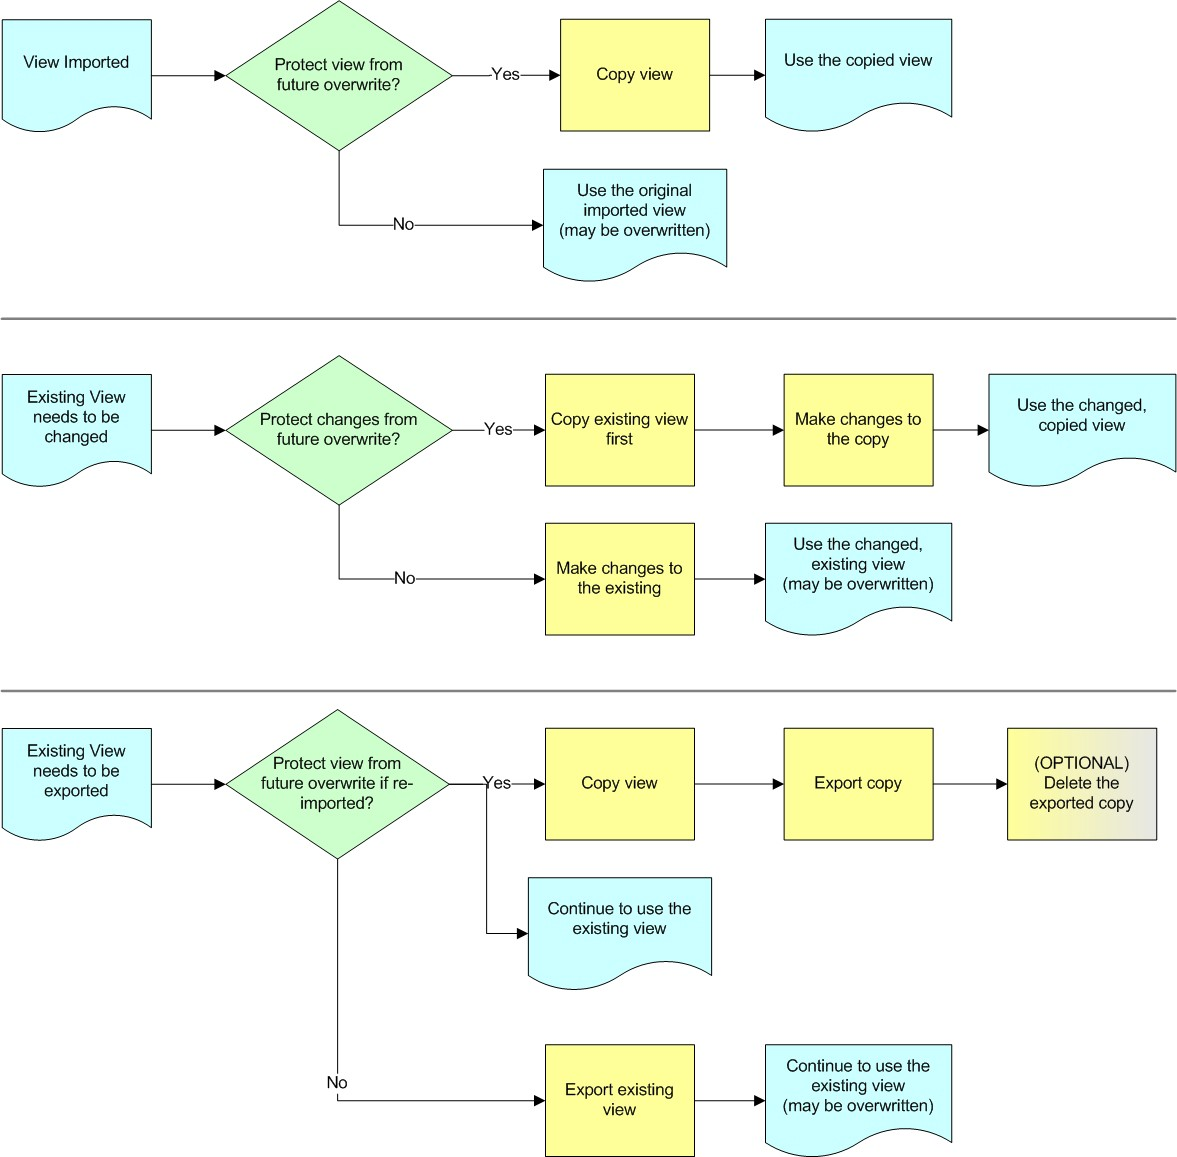 View Imported
Protect view from
future overwrite?
Yes
Copy view
Use the copied view
No
Use the original
imported view
(may be overwritten)
Existing View
needs to be
changed
Protect changes from
future overwrite?
Yes
Copy existing view
first
Make changes to
the copy
Use the changed,
copied view
No
Make changes to
the existing
Use the changed,
existing view
(may be overwritten)
Existing View
needs to be
exported
Protect view from
future overwrite if re-
imported?
Yes
Copy view
Export copy
(OPTIONAL)
Delete the
exported copy
Continue to use the
existing view
No
Export existing
view
Continue to use the
existing view
(may be overwritten)